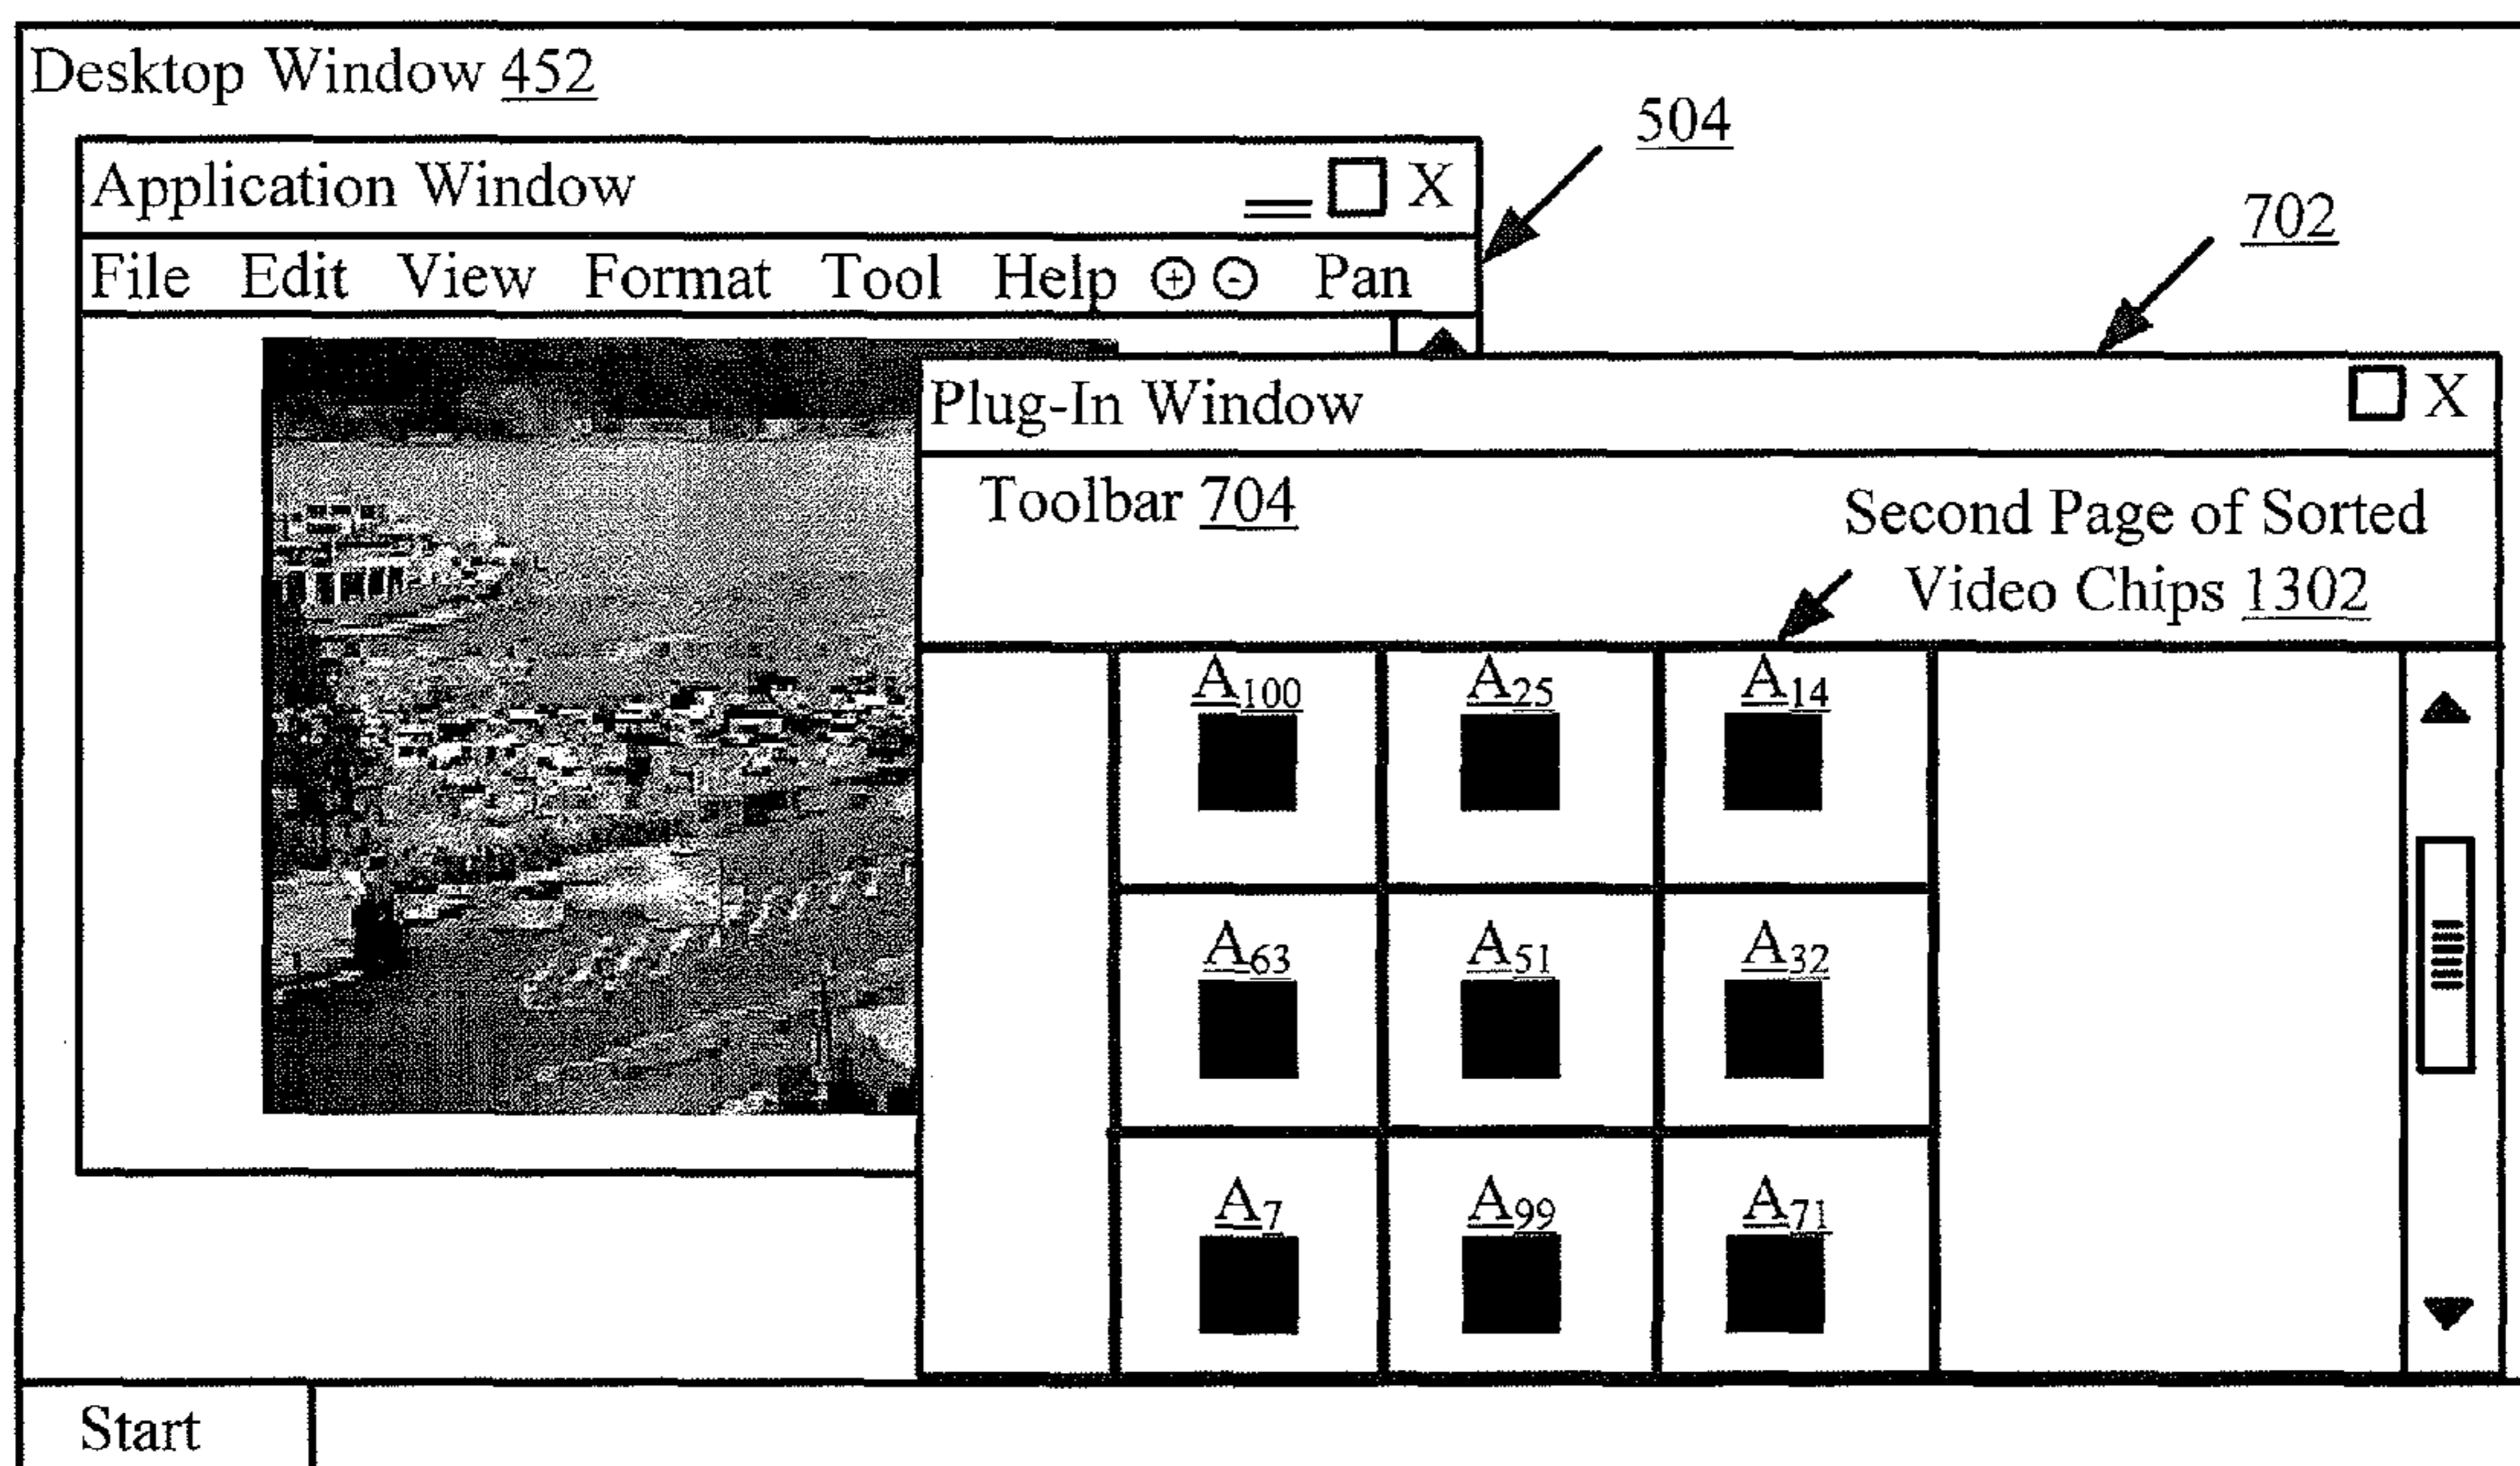 Desktop Window 452
504
Application Window X
702
File Edit View Format Tool Help + - Pan
Plug-In Window X
Toolbar 704
Second Page of Sorted
Video Chips 1302
A100 A25 A14
A63 A51 A32
A7 A99 A71
Start